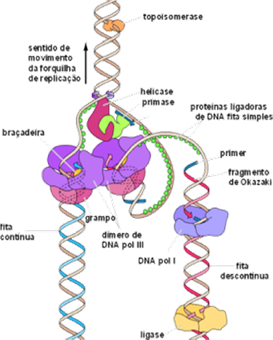 topoisomerase
sentido de
movimento
da forquilha
de replicação
helicase
primase
proteinas ligadoras
de DNA fita simples
braçadeira
primer
fragmento
de Okazaki
grampo
dímero de
DNA pol III
fita
contínua
DNA pol I
fita
descontínua
ligase